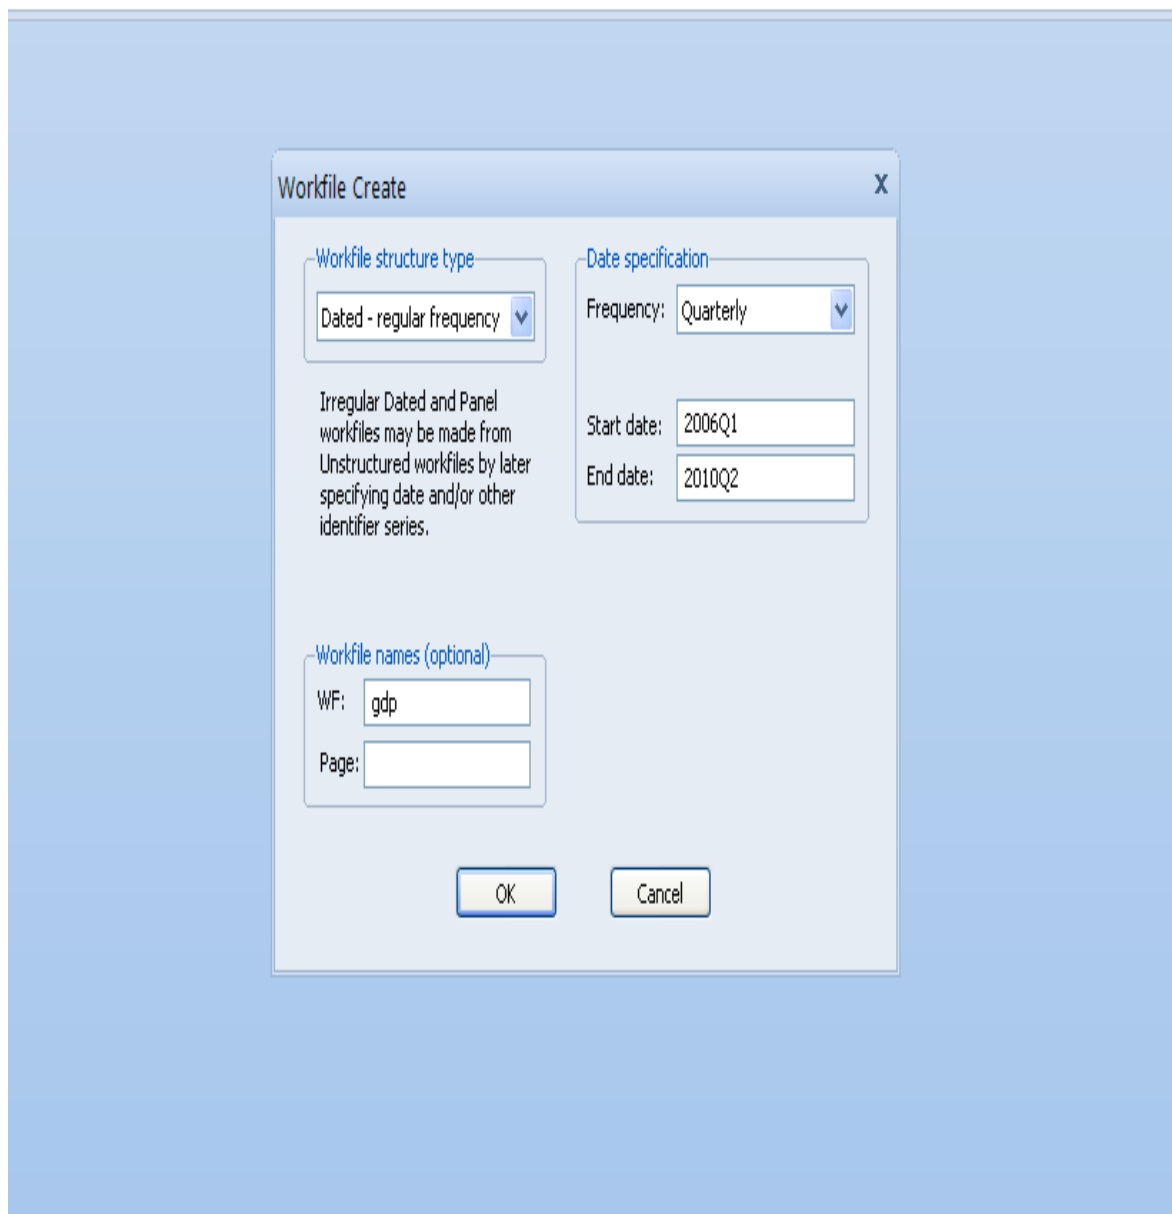 Workfile Create X
Workfile structure type
Dated - regular frequency
Irregular Dated and Panel
workfiles may be made from
Unstructured workfiles by later
specifying date and/or other
identifier series.
Date specification
Frequency: Quarterly
Start date: 2006Q1
End date: 2010Q2
Workfile names (optional)
WF: gdp
Page:
OK Cancel